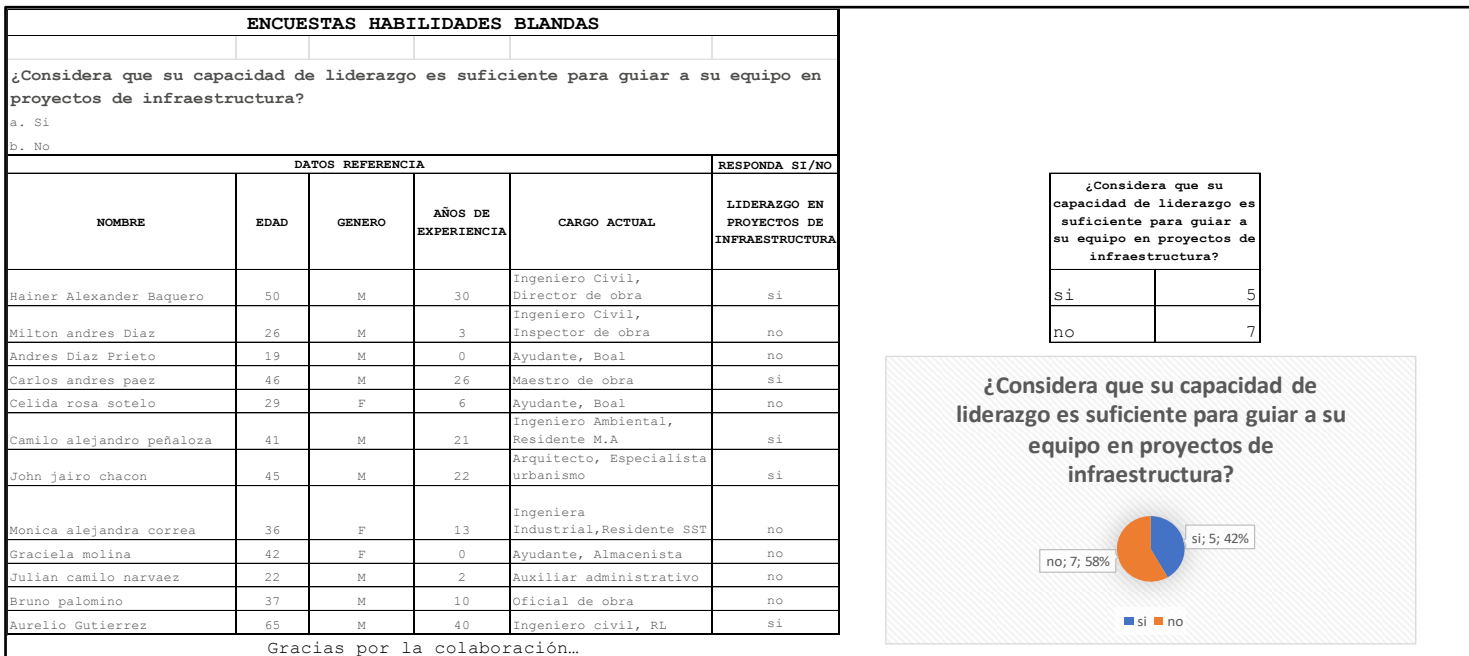 ENCUESTAS HABILIDADES BLANDAS
¿Considera que su capacidad de liderazgo es suficiente para guiar a su equipo en
proyectos de infraestructura?
a. Si
b. No
DATOS REFERENCIA RESPONDA SI/NO
NOMBRE EDAD GENERO AÑOS DE EXPERIENCIA CARGO ACTUAL LIDERAZGO EN PROYECTOS DE INFRAESTRUCTURA
Hainer Alexander Baquero 50 M 30 Ingeniero Civil, Director de obra si
Milton andres Diaz 26 M 3 Ingeniero Civil, Inspector de obra no
Andres Diaz Prieto 19 M 0 Ayudante, Boal no
Carlos andres paez 46 M 26 Maestro de obra si
Celida rosa sotelo 29 F 6 Ayudante, Boal no
Camilo alejandro peñaloza 41 M 21 Ingeniero Ambiental, Residente M.A si
John jairo chacon 45 M 22 Arquitecto, Especialista urbanismo si
Monica alejandra correa 36 F 13 Ingeniera Industrial,Residente SST no
Graciela molina 42 F 0 Ayudante, Almacenista no
Julian camilo narvaez 22 M 2 Auxiliar administrativo no
Bruno palomino 37 M 10 Oficial de obra no
Aurelio Gutierrez 65 M 40 Ingeniero civil, RL si
Gracias por la colaboración…
¿Considera que su
capacidad de liderazgo es
suficiente para guiar a
su equipo en proyectos de
infraestructura?
si 5
no 7
¿Considera que su capacidad de
liderazgo es suficiente para guiar a su
equipo en proyectos de
infraestructura?
si; 5; 42%
no; 7; 58%
si no